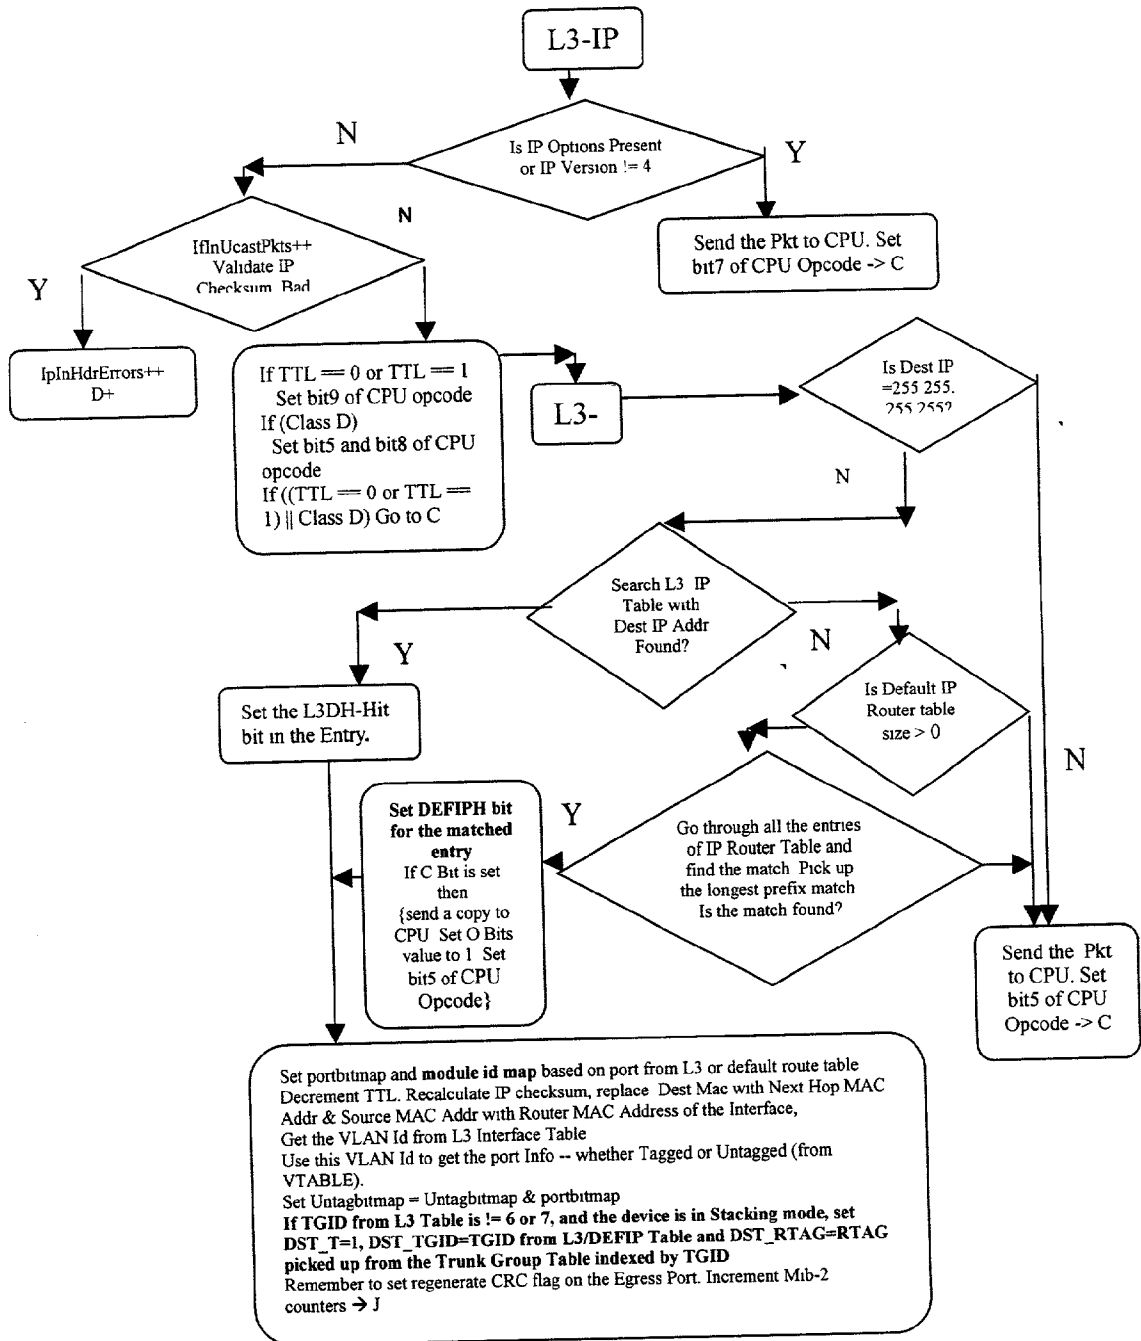 L3-IP
N
Is IP Options Present
or IP Version != 4
Y
N
IfInUcastPkts++
Validate IP
Checksum Bad
Send the Pkt to CPU. Set
bit7 of CPU Opcode -> C
Y
IpInHdrErrors++
D+
If TTL == 0 or TTL == 1
Set bit9 of CPU opcode
If (Class D)
Set bit5 and bit8 of CPU
opcode
If ((TTL == 0 or TTL ==
1) || Class D) Go to C
L3-
Is Dest IP
=255 255.
255 255?
N
Search L3 IP
Table with
Dest IP Addr
Found?
Y
N
Set the L3DH-Hit
bit in the Entry.
Is Default IP
Router table
size > 0
N
Set DEFIPH bit
for the matched
entry
If C Bit is set
then
{send a copy to
CPU Set O Bits
value to 1 Set
bit5 of CPU
Opcode}
Y
Go through all the entries
of IP Router Table and
find the match Pick up
the longest prefix match
Is the match found?
Send the Pkt
to CPU. Set
bit5 of CPU
Opcode -> C
Set portbitmap and module id map based on port from L3 or default route table
Decrement TTL. Recalculate IP checksum, replace Dest Mac with Next Hop MAC
Addr & Source MAC Addr with Router MAC Address of the Interface,
Get the VLAN Id from L3 Interface Table
Use this VLAN Id to get the port Info -- whether Tagged or Untagged (from
VTABLE).
Set Untagbitmap = Untagbitmap & portbitmap
If TGID from L3 Table is != 6 or 7, and the device is in Stacking mode, set
DST_T=1, DST_TGID=TGID from L3/DEFIP Table and DST_RTAG=RTAG
picked up from the Trunk Group Table indexed by TGID
Remember to set regenerate CRC flag on the Egress Port. Increment Mib-2
counters → J